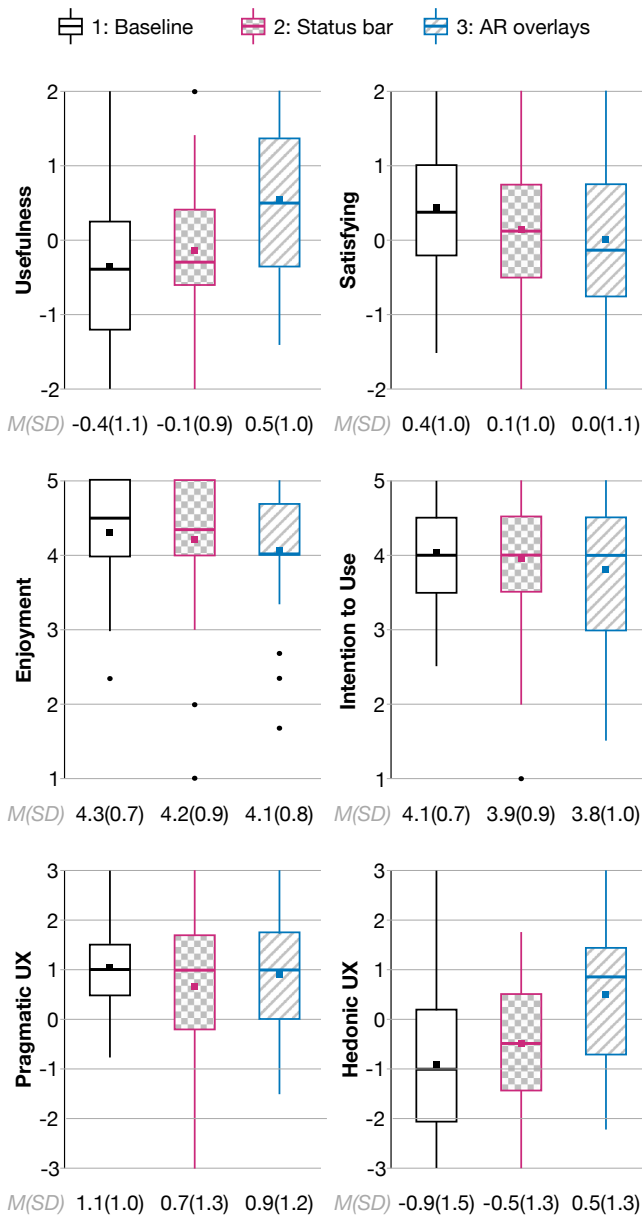 1: Baseline 2: Status bar 3: AR overlays
Usefulness
2
1
0
-1
-2
M(SD) -0.4(1.1) -0.1(0.9) 0.5(1.0)
Satisfying
2
1
0
-1
-2
M(SD) 0.4(1.0) 0.1(1.0) 0.0(1.1)
Enjoyment
5
4
3
2
1
M(SD) 4.3(0.7) 4.2(0.9) 4.1(0.8)
Intention to Use
5
4
3
2
1
M(SD) 4.1(0.7) 3.9(0.9) 3.8(1.0)
Pragmatic UX
3
2
1
0
-1
-2
-3
M(SD) 1.1(1.0) 0.7(1.3) 0.9(1.2)
Hedonic UX
3
2
1
0
-1
-2
-3
M(SD) -0.9(1.5) -0.5(1.3) 0.5(1.3)